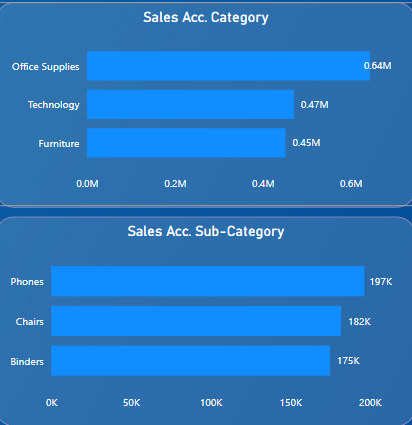 Sales Acc. Category
Office Supplies 0.64M
Technology 0.47M
Furniture 0.45M
0.0M 0.2M 0.4M 0.6M
Sales Acc. Sub-Category
Phones 197K
Chairs 182K
Binders 175K
0K 50K 100K 150K 200K